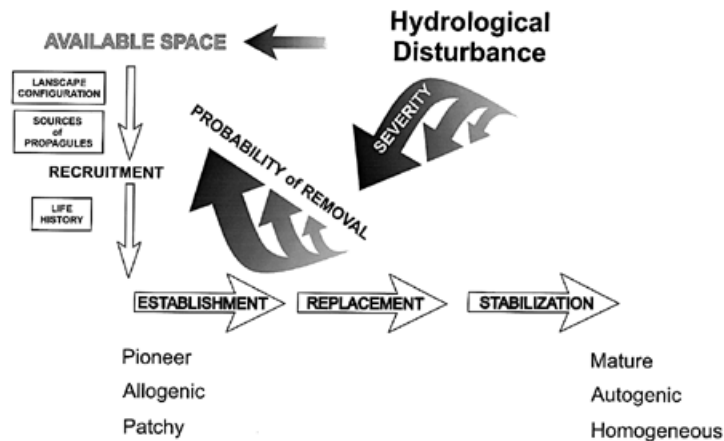 Hydrological
Disturbance
AVAILABLE SPACE
LANSCAPE
CONFIGURATION
SOURCES
of
PROPAGULES
RECRUITMENT
LIFE
HISTORY
SEVERITY
PROBABILITY of REMOVAL
ESTABLISHMENT
REPLACEMENT
STABILIZATION
Pioneer
Allogenic
Patchy
Mature
Autogenic
Homogeneous